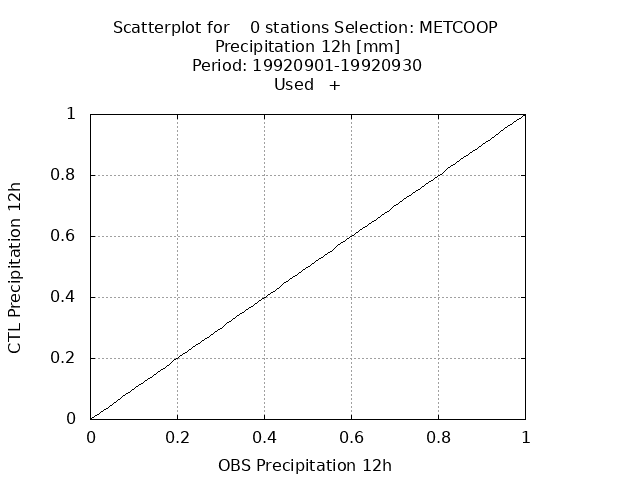 Scatterplot for    0 stations Selection: METCOOP
Precipitation 12h [mm]
Period: 19920901-19920930
Used   +
1
0.8
0.6
0.4
0.2
0
CTL Precipitation 12h
0 0.2 0.4 0.6 0.8 1
OBS Precipitation 12h